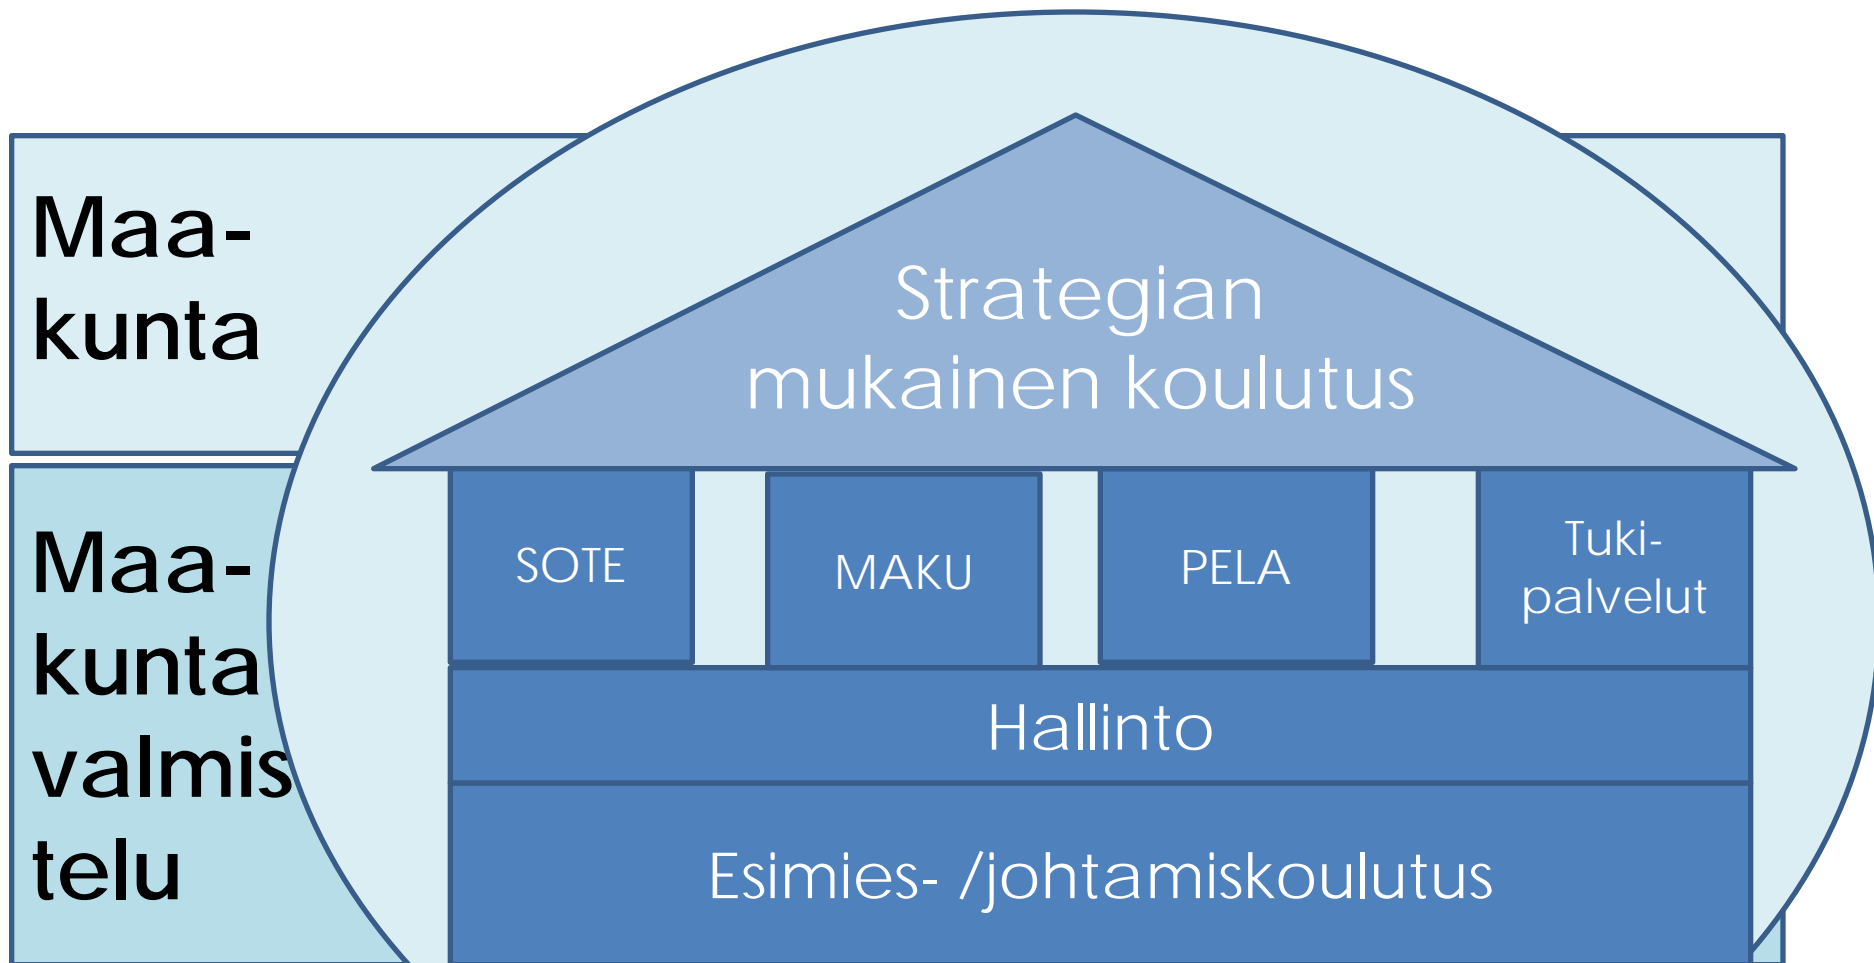 Maa-
kunta
Strategian
mukainen koulutus
Maa-
kunta
valmis
telu
SOTE
MAKU
PELA
Tuki-
palvelut
Hallinto
Esimies- /johtamiskoulutus